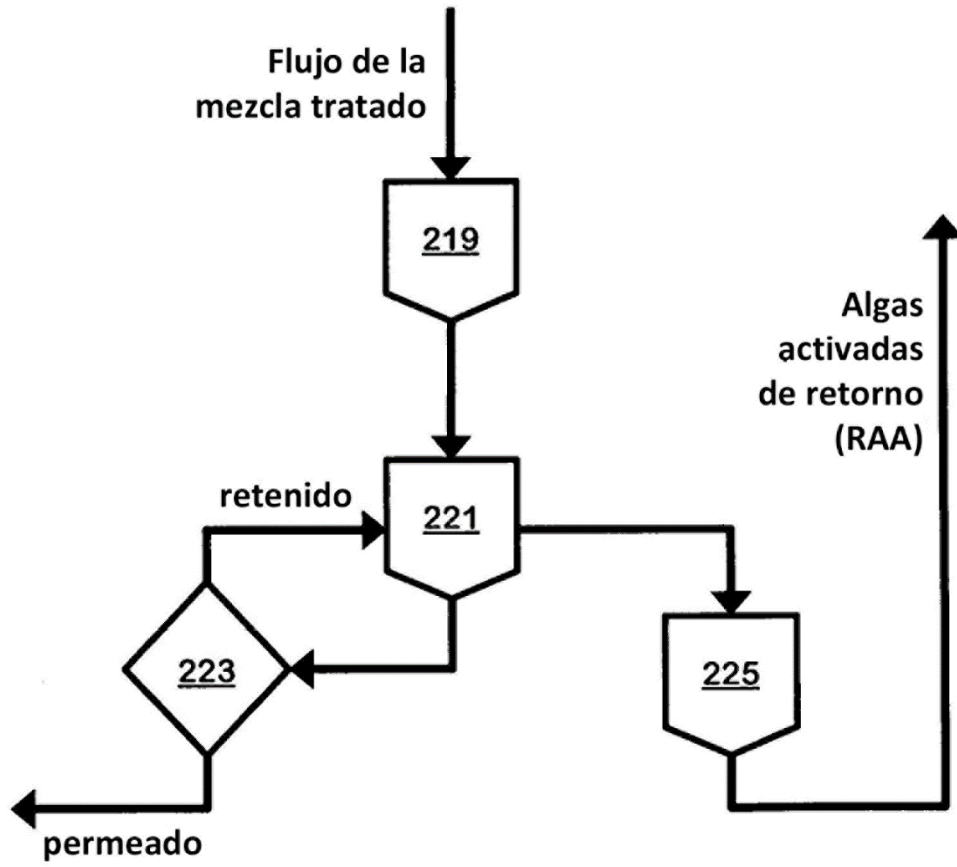 Flujo de la
mezcla tratado
219
Algas
activadas
de retorno
(RAA)
retenido
221
223
225
permeado